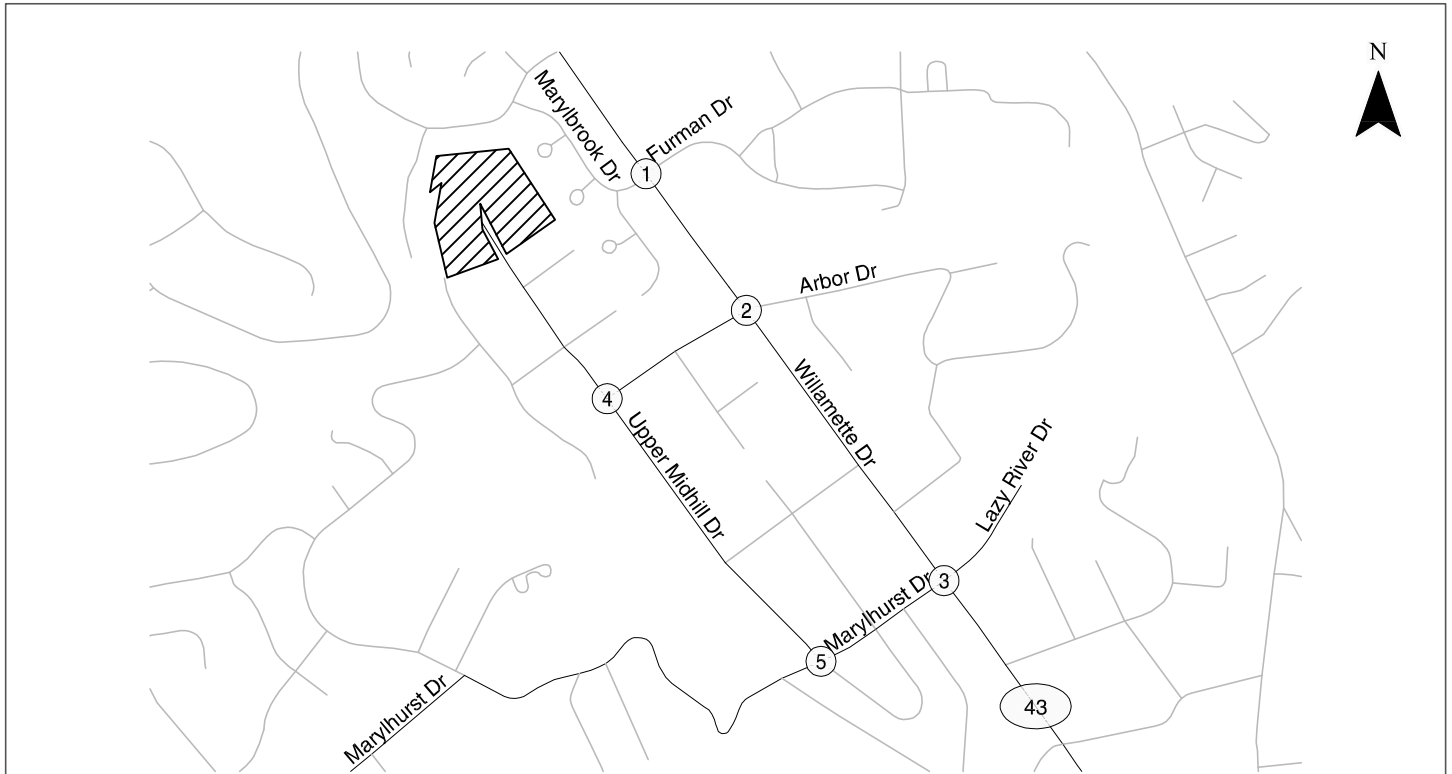 N
Marylbrook Dr
Furman Dr
1
Arbor Dr
2
Willamette Dr
4
Upper Midhill Dr
Lazy River Dr
3
Marylhurst Dr
5
Marylhurst Dr
43